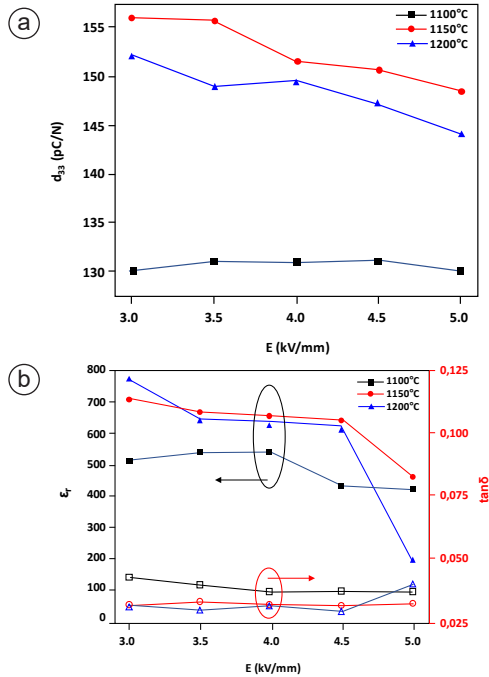 a
1100°C
1150°C
1200°C
155
150
145
140
135
130
d33 (pC/N)
3.0 3.5 4.0 4.5 5.0
E (kV/mm)
b
1100°C
1150°C
1200°C
800
700
600
500
400
300
200
100
0
εr
0,125
0,100
0,075
0,050
0,025
tanδ
3.0 3.5 4.0 4.5 5.0
E (kV/mm)